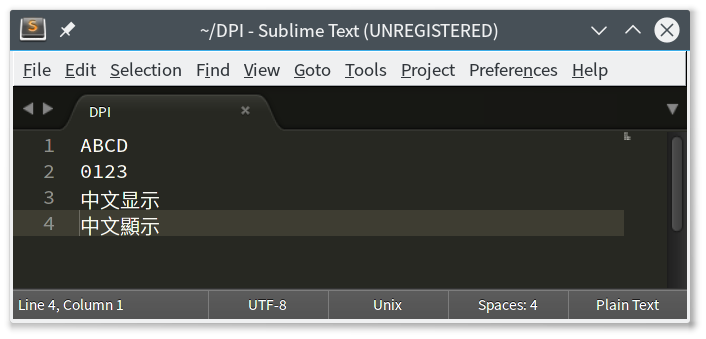 S
~/DPI - Sublime Text (UNREGISTERED)
File Edit Selection Find View Goto Tools Project Preferences Help
DPI
1 ABCD
2 0123
3 中文显示
4 中文顯示
Line 4, Column 1 UTF-8 Unix Spaces: 4 Plain Text